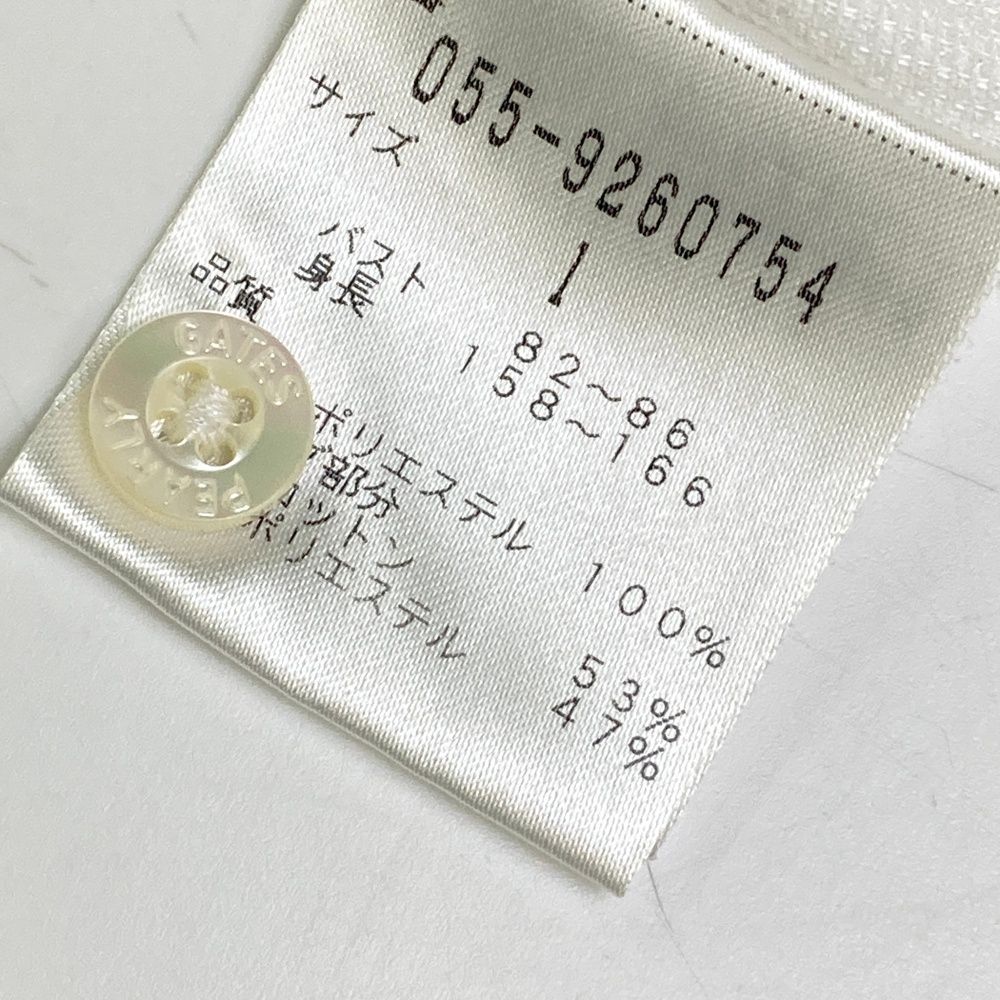 055-9260754
サイズ 1
バスト 82～86
身長 158～166
品質
ポリエステル 100%
部分
コットン 53%
ポリエステル 47%
PEARLY GATES